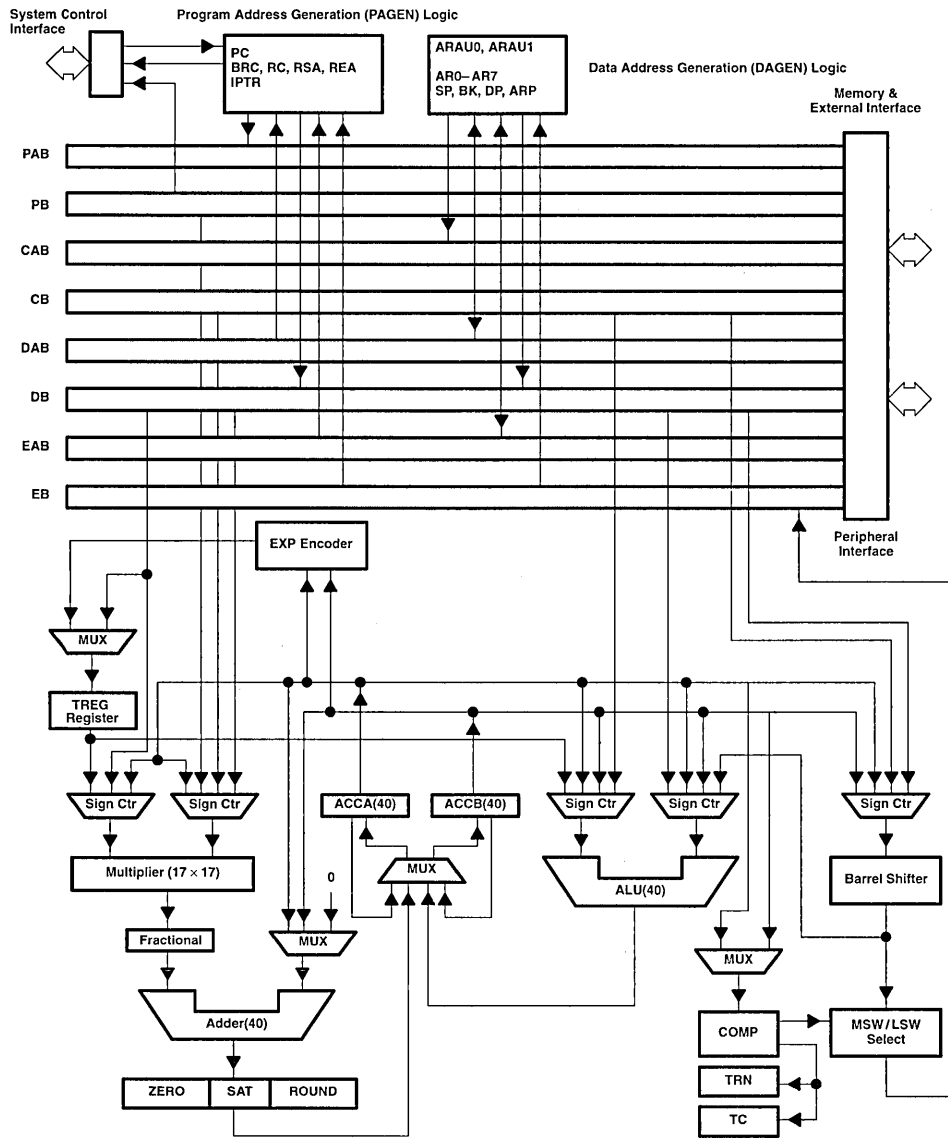 System Control
Interface
Program Address Generation (PAGEN) Logic
PC
BRC, RC, RSA, REA
IPTR
ARAU0, ARAU1
AR0–AR7
SP, BK, DP, ARP
Data Address Generation (DAGEN) Logic
Memory &
External Interface
PAB
PB
CAB
CB
DAB
DB
EAB
EB
Peripheral
Interface
EXP Encoder
MUX
TREG
Register
Sign Ctr
Sign Ctr
ACCA(40)
ACCB(40)
Sign Ctr
Sign Ctr
Sign Ctr
Multiplier (17 × 17)
0
MUX
ALU(40)
Barrel Shifter
Fractional
MUX
MUX
Adder(40)
COMP
MSW/LSW
Select
ZERO
SAT
ROUND
TRN
TC